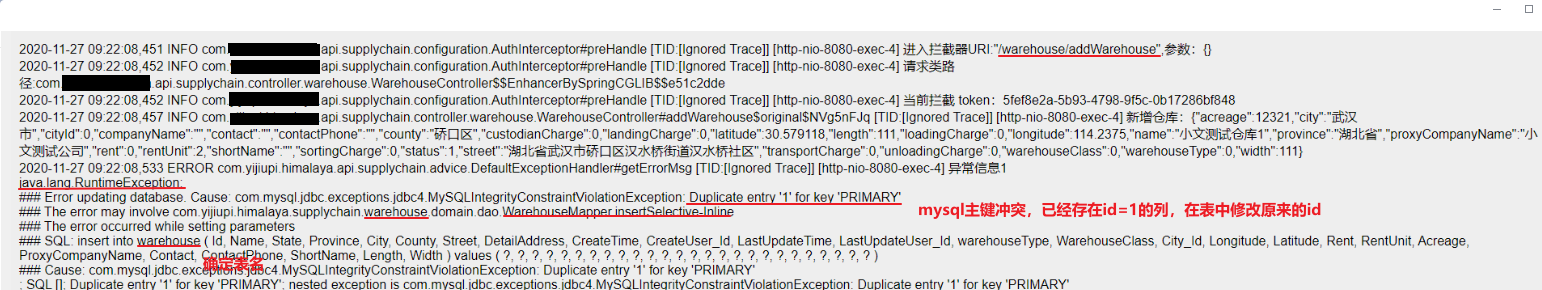 2020-11-27 09:22:08,451 INFO com. api.supplychain.configuration.AuthInterceptor#preHandle [TID:[Ignored Trace]] [http-nio-8080-exec-4] 进入拦截器URI:"/warehouse/addWarehouse",参数：{}
2020-11-27 09:22:08,452 INFO com. api.supplychain.configuration.AuthInterceptor#preHandle [TID:[Ignored Trace]] [http-nio-8080-exec-4] 请求类路
径:com. .api.supplychain.controller.warehouse.WarehouseController$$EnhancerBySpringCGLIB$$e51c2dde
2020-11-27 09:22:08,452 INFO com. api.supplychain.configuration.AuthInterceptor#preHandle [TID:[Ignored Trace]] [http-nio-8080-exec-4] 当前拦截 token：5fef8e2a-5b93-4798-9f5c-0b17286bf848
2020-11-27 09:22:08,457 INFO com. api.supplychain.controller.warehouse.WarehouseController#addWarehouse$original$NVg5nFJq [TID:[Ignored Trace]] [http-nio-8080-exec-4] 新增仓库：{"acreage":12321,"city":"武汉
市","cityId":0,"companyName":"","contact":"","contactPhone":"","county":"硚口区","custodianCharge":0,"landingCharge":0,"latitude":30.579118,"length":111,"loadingCharge":0,"longitude":114.2375,"name":"小文测试仓库1","province":"湖北省","proxyCompanyName":"小
文测试公司","rent":0,"rentUnit":2,"shortName":"","sortingCharge":0,"status":1,"street":"湖北省武汉市硚口区汉水桥街道汉水桥社区","transportCharge":0,"unloadingCharge":0,"warehouseClass":0,"warehouseType":0,"width":111}
2020-11-27 09:22:08,533 ERROR com.yijiupi.himalaya.api.supplychain.advice.DefaultExceptionHandler#getErrorMsg [TID:[Ignored Trace]] [http-nio-8080-exec-4] 异常信息1
java.lang.RuntimeException:
### Error updating database. Cause: com.mysql.jdbc.exceptions.jdbc4.MySQLIntegrityConstraintViolationException: Duplicate entry '1' for key 'PRIMARY'
### The error may involve com.yijiupi.himalaya.supplychain.warehouse.domain.dao.WarehouseMapper.insertSelective-Inline
mysql主键冲突，已经存在id=1的列，在表中修改原来的id
### The error occurred while setting parameters
### SQL: insert into warehouse ( Id, Name, State, Province, City, County, Street, DetailAddress, CreateTime, CreateUser_Id, LastUpdateTime, LastUpdateUser_Id, warehouseType, WarehouseClass, City_Id, Longitude, Latitude, Rent, RentUnit, Acreage,
ProxyCompanyName, Contact, ContactPhone, ShortName, Length, Width ) values ( ?, ?, ?, ?, ?, ?, ?, ?, ?, ?, ?, ?, ?, ?, ?, ?, ?, ?, ?, ?, ?, ?, ?, ?, ?, ? )
确定表名
### Cause: com.mysql.jdbc.exceptions.jdbc4.MySQLIntegrityConstraintViolationException: Duplicate entry '1' for key 'PRIMARY'
; SQL []; Duplicate entry '1' for key 'PRIMARY'; nested exception is com.mysql.jdbc.exceptions.jdbc4.MySQLIntegrityConstraintViolationException: Duplicate entry '1' for key 'PRIMARY'